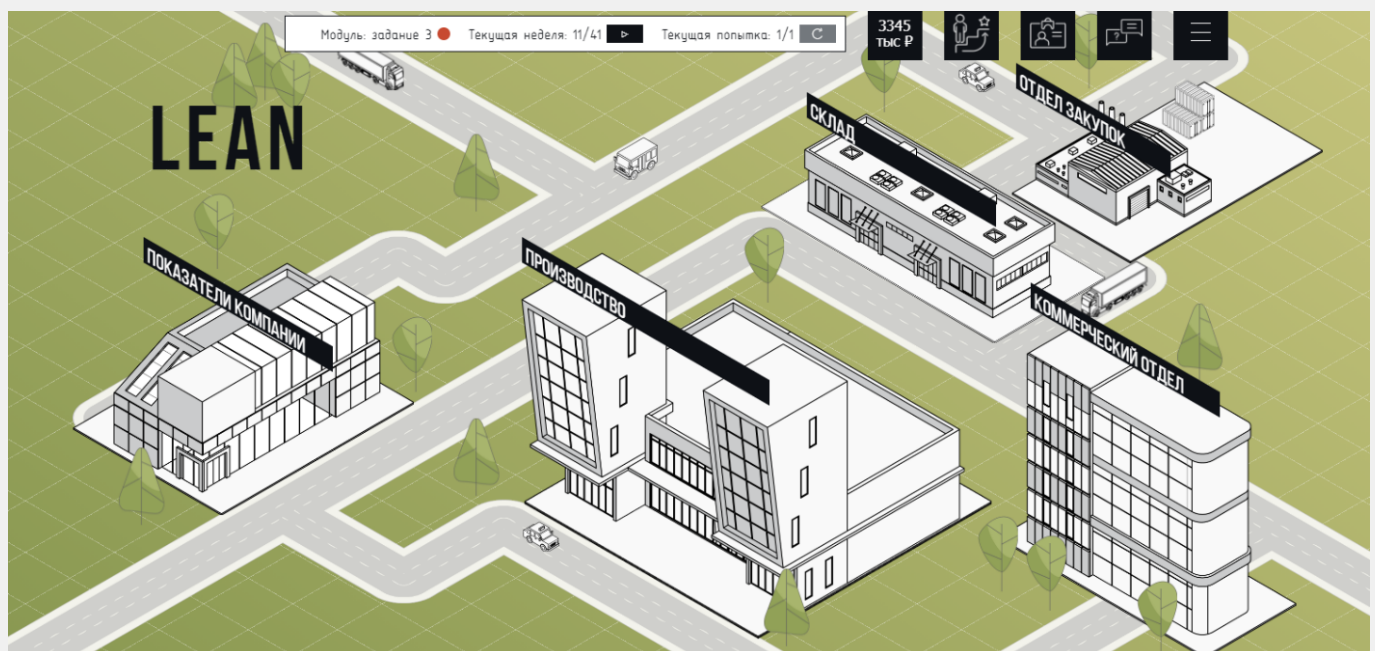 Модуль: задание 3
Текущая неделя: 11/41
Текущая попытка: 1/1
3345
тыс ₽
LEAN
СКЛАД
ОТДЕЛ ЗАКУПОК
ПОКАЗАТЕЛИ КОМПАНИИ
ПРОИЗВОДСТВО
КОММЕРЧЕСКИЙ ОТДЕЛ